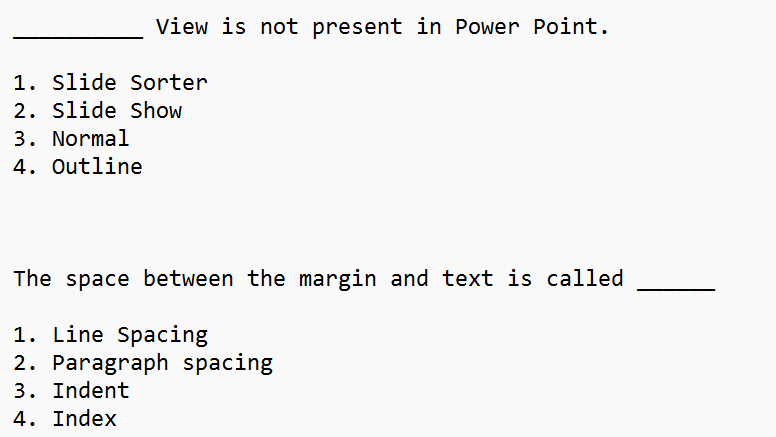 __________ View is not present in Power Point.
1. Slide Sorter
2. Slide Show
3. Normal
4. Outline
The space between the margin and text is called ______
1. Line Spacing
2. Paragraph spacing
3. Indent
4. Index